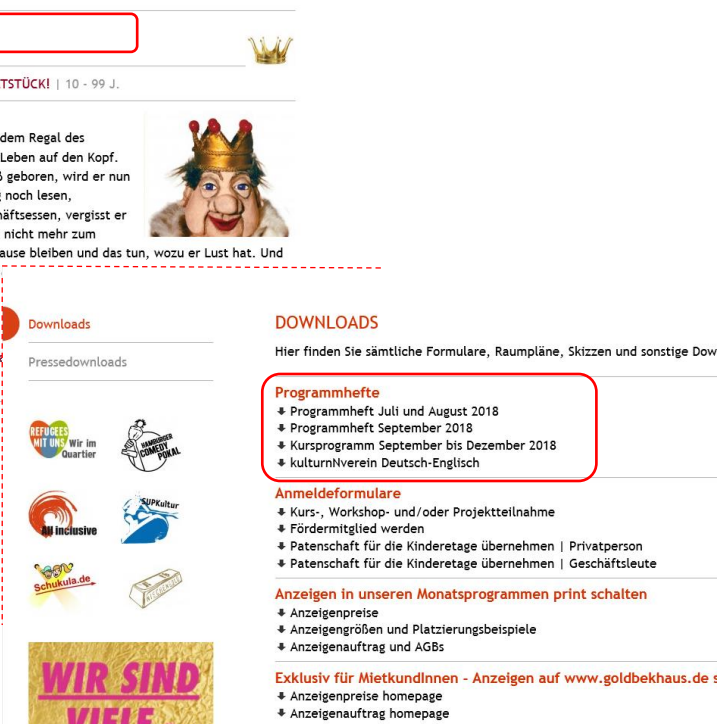 TSTÜCK! | 10 - 99 J.
dem Regal des
Leben auf den Kopf.
ß geboren, wird er nun
g noch lesen,
häftsessen, vergisst er
nicht mehr zum
ause bleiben und das tun, wozu er Lust hat. Und
Downloads
Pressedownloads
REFUGEES
MIT UNS Wir im
Quartier
HAMBURGER
COMEDY
POKAL
All inclusive
SUPKultur
Schukula.de
WIR SIND
VIELE
DOWNLOADS
Hier finden Sie sämtliche Formulare, Raumpläne, Skizzen und sonstige Dow
Programmhefte
Programmheft Juli und August 2018
Programmheft September 2018
Kursprogramm September bis Dezember 2018
kulturnNverein Deutsch-Englisch
Anmeldeformulare
Kurs-, Workshop- und/oder Projektteilnahme
Fördermitglied werden
Patenschaft für die Kinderetage übernehmen | Privatperson
Patenschaft für die Kinderetage übernehmen | Geschäftsleute
Anzeigen in unseren Monatsprogrammen print schalten
Anzeigenpreise
Anzeigengrößen und Platzierungsbeispiele
Anzeigenauftrag und AGBs
Exklusiv für MietkundInnen - Anzeigen auf www.goldbekhaus.de s
Anzeigenpreise homepage
Anzeigenauftrag homepage